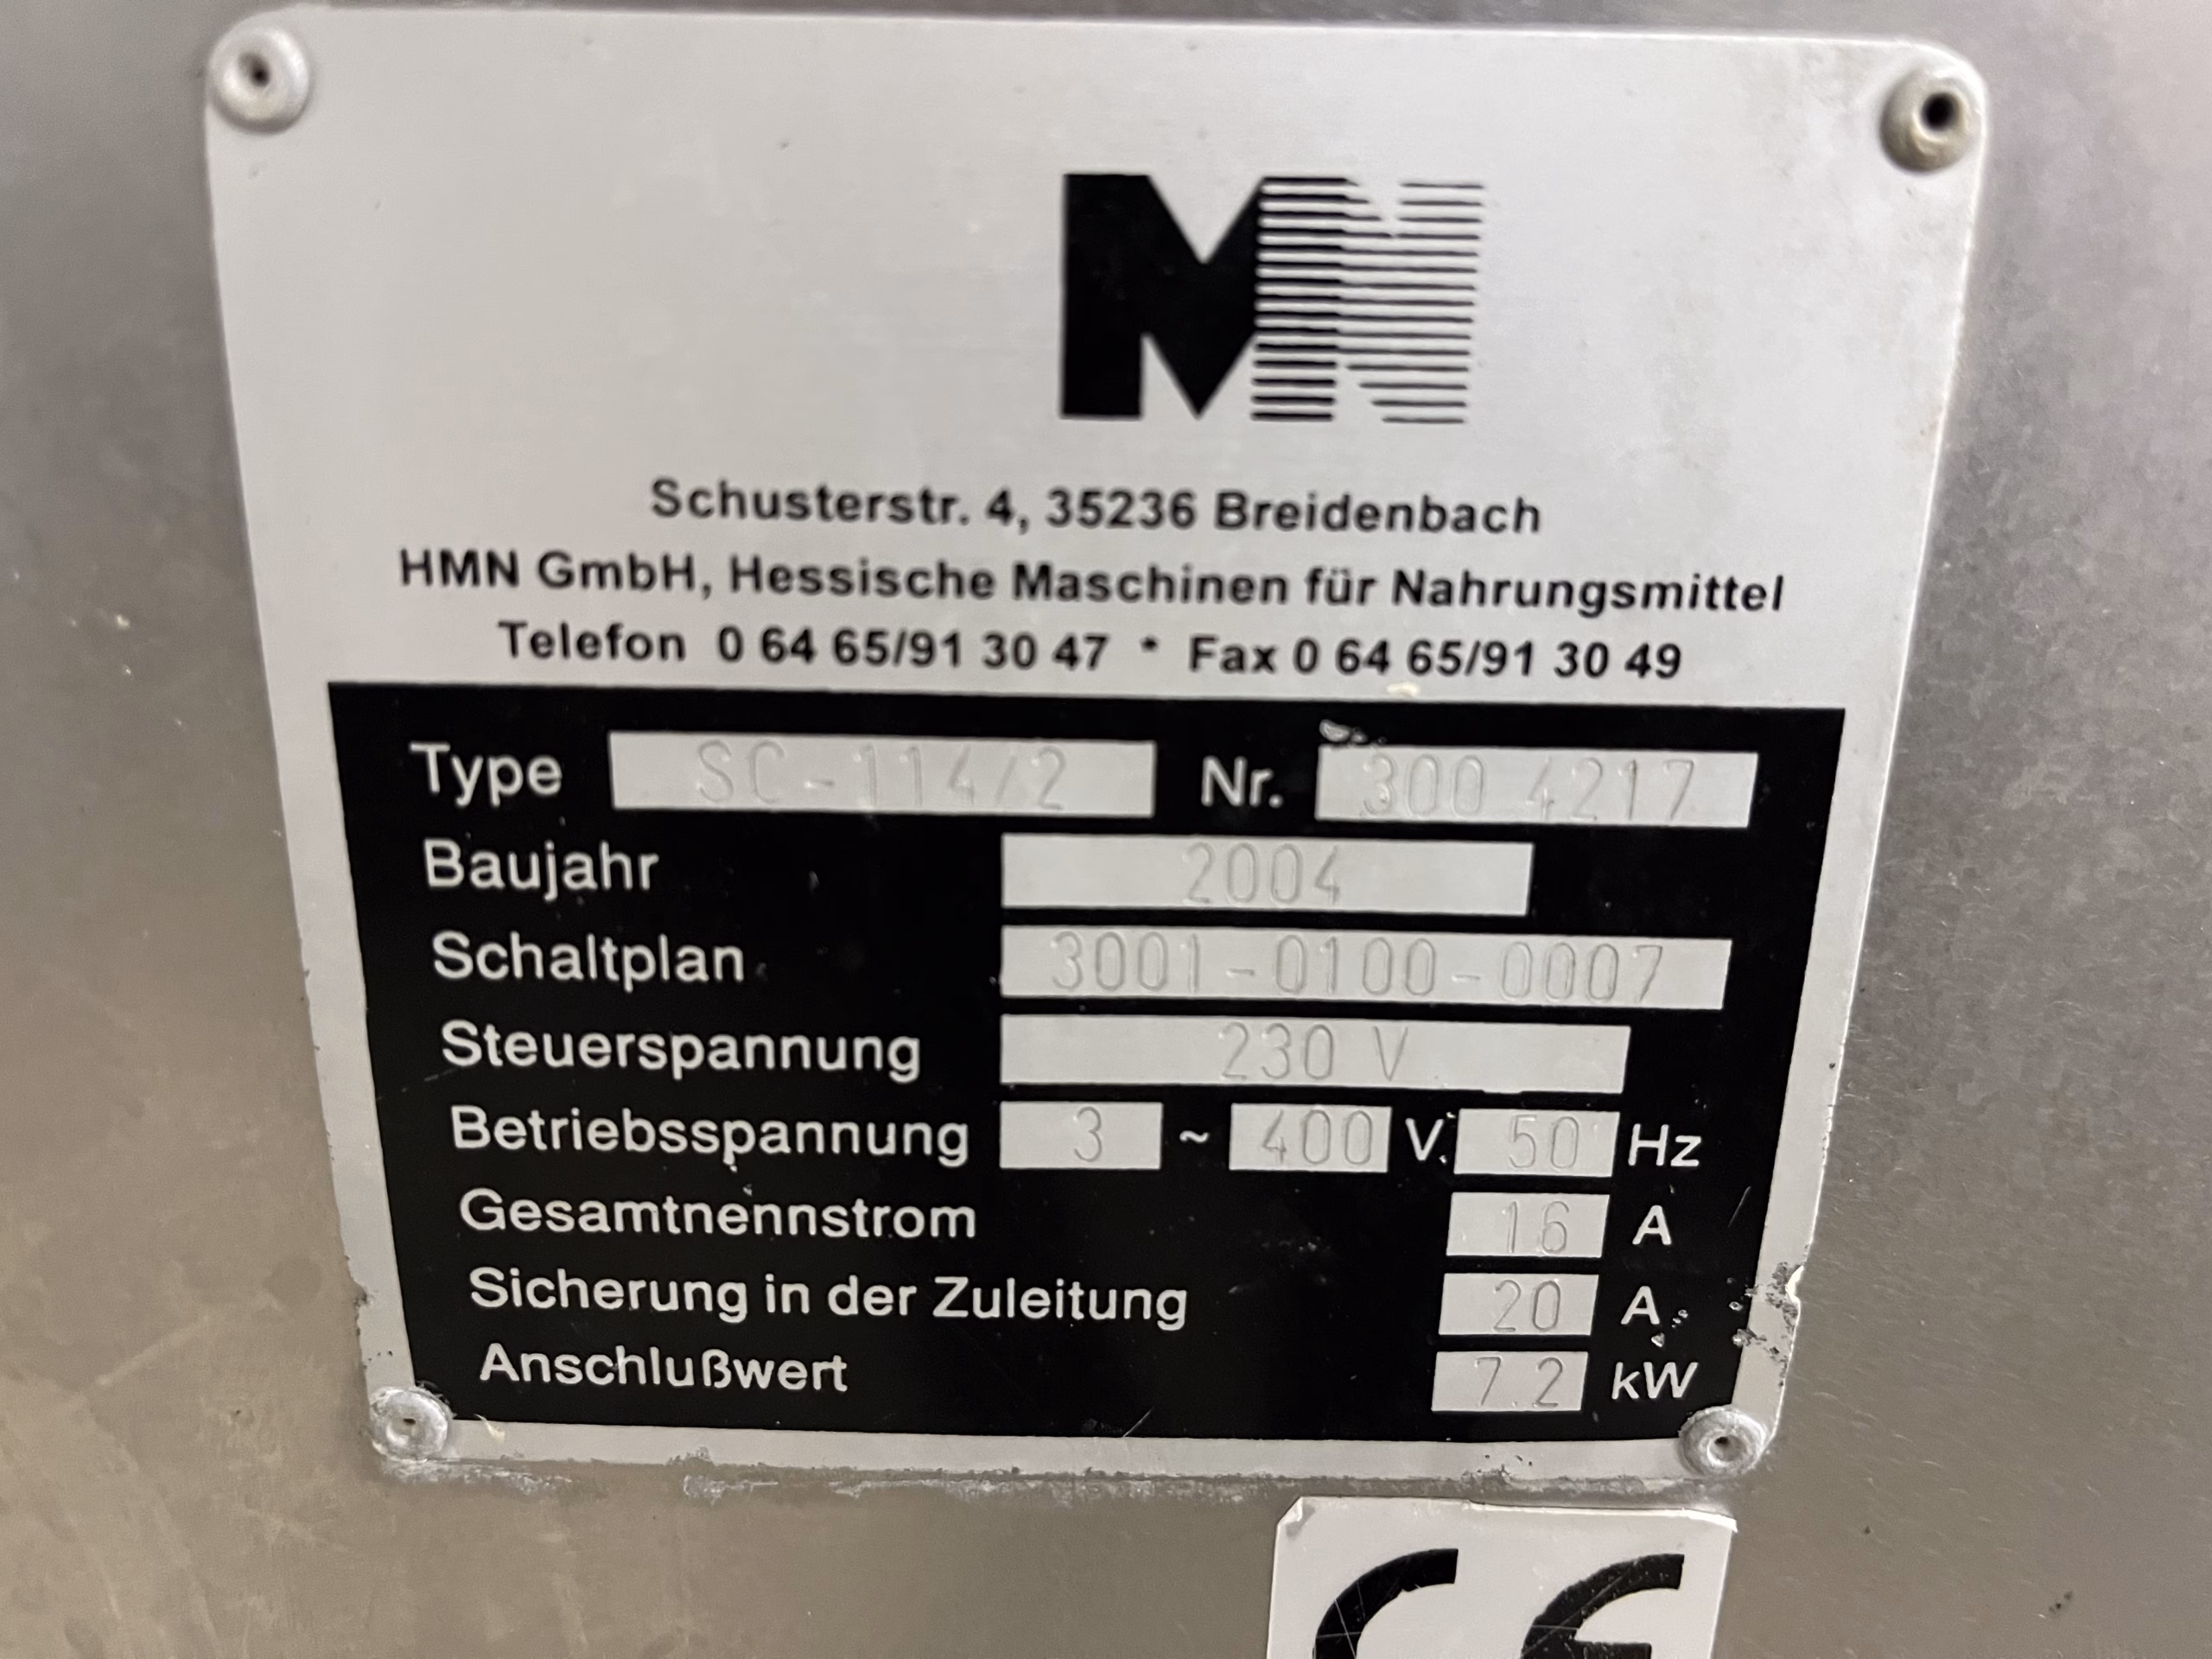 MN
Schusterstr. 4, 35236 Breidenbach
HMN GmbH, Hessische Maschinen für Nahrungsmittel
Telefon 0 64 65/91 30 47 * Fax 0 64 65/91 30 49
Type SC-114/2 Nr. 300 4217
Baujahr 2004
Schaltplan 3001-0100-0007
Steuerspannung 230 V
Betriebsspannung 3 ~ 400 V. 50 Hz
Gesamtnennstrom 16 A
Sicherung in der Zuleitung 20 A
Anschlußwert 7.2 kW
CE